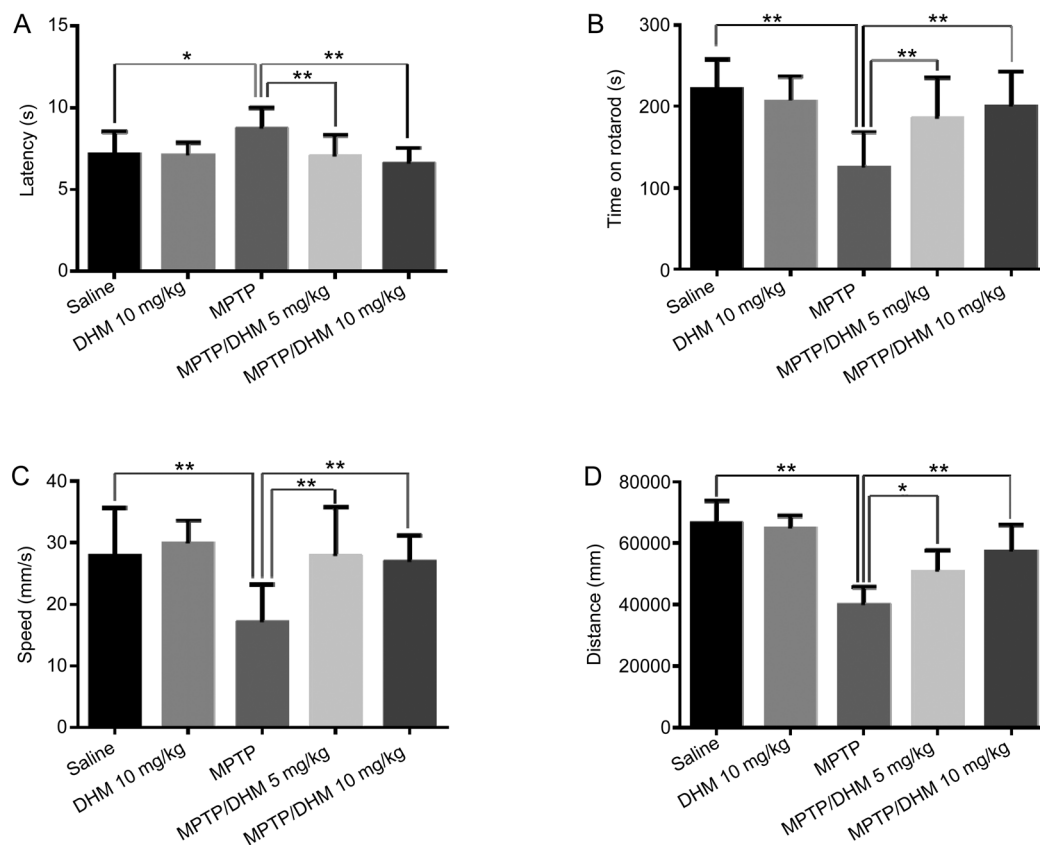 A
Latency (s)
15
10
5
0
*
**
**
Saline
DHM 10 mg/kg
MPTP
MPTP/DHM 5 mg/kg
MPTP/DHM 10 mg/kg
B
Time on rotarod (s)
300
200
100
0
**
**
**
Saline
DHM 10 mg/kg
MPTP
MPTP/DHM 5 mg/kg
MPTP/DHM 10 mg/kg
C
Speed (mm/s)
40
30
20
10
0
**
**
**
Saline
DHM 10 mg/kg
MPTP
MPTP/DHM 5 mg/kg
MPTP/DHM 10 mg/kg
D
Distance (mm)
80000
60000
40000
20000
0
**
**
*
Saline
DHM 10 mg/kg
MPTP
MPTP/DHM 5 mg/kg
MPTP/DHM 10 mg/kg